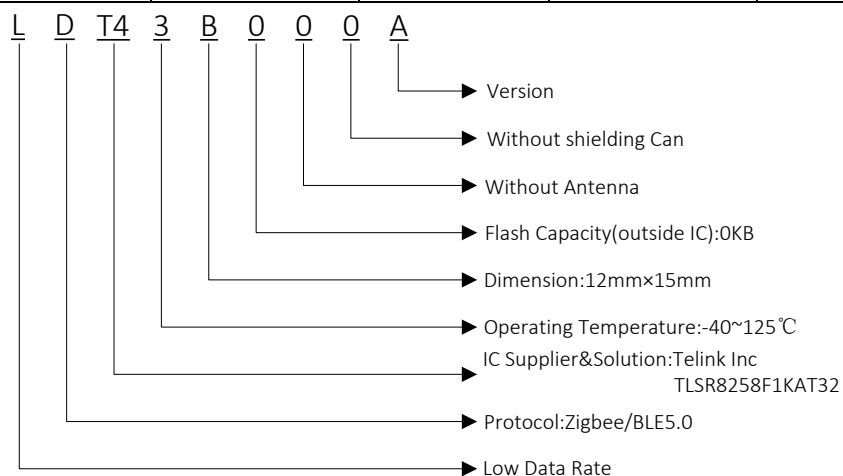 L D T4 3 B 0 0 0 A
Version
Without shielding Can
Without Antenna
Flash Capacity(outside IC):0KB
Dimension:12mm×15mm
Operating Temperature:-40~125℃
IC Supplier&Solution:Telink Inc
TLSR8258F1KAT32
Protocol:Zigbee/BLE5.0
Low Data Rate